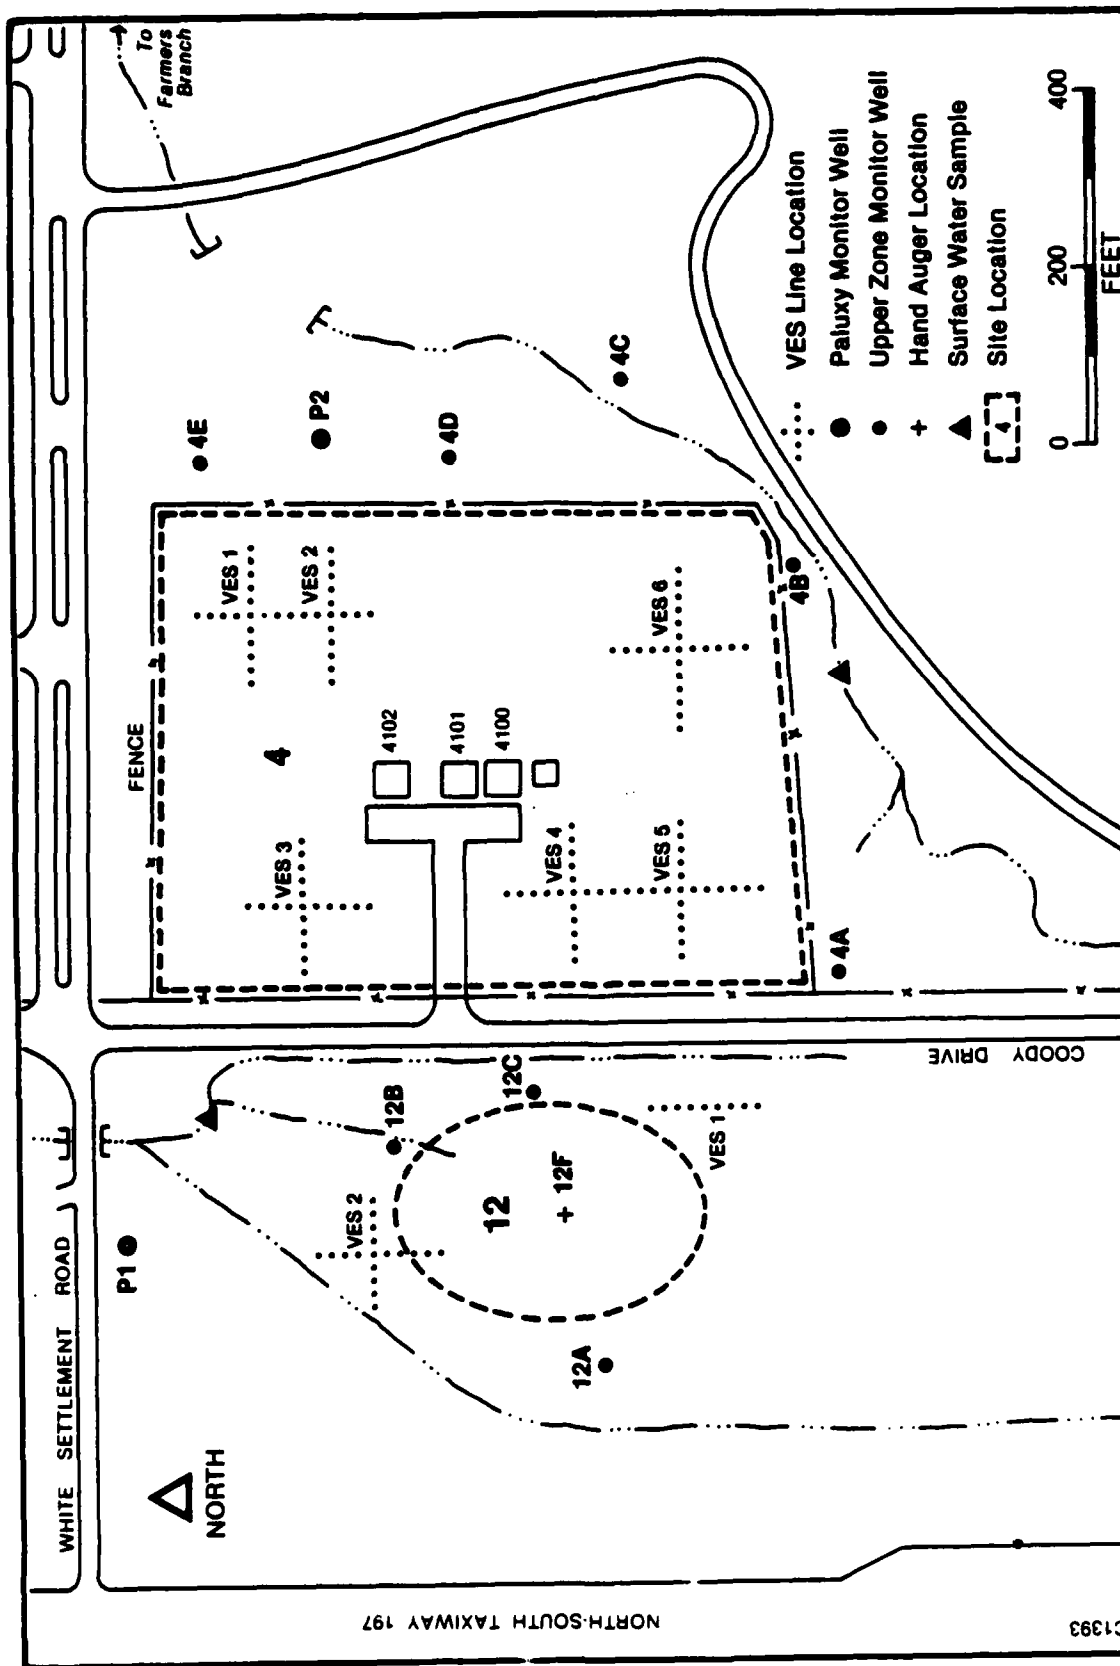 WHITE SETTLEMENT ROAD
To
Farmers
Branch
P1
NORTH
FENCE
4E
P2
4D
4C
4B
4A
VES 1
VES 2
VES 3
4
4102
4101
4100
VES 4
VES 5
VES 6
12B
12C
VES 2
12
+ 12F
12A
VES 1
COODY DRIVE
NORTH-SOUTH TAXIWAY 197
VES Line Location
Paluxy Monitor Well
Upper Zone Monitor Well
Hand Auger Location
Surface Water Sample
4 Site Location
0 200 400
FEET